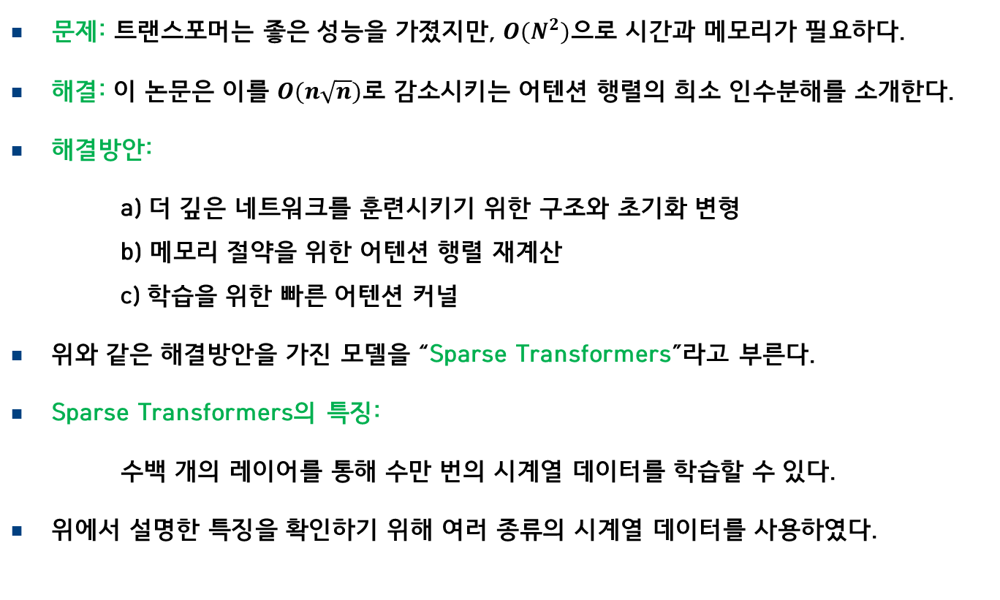 ▪ 문제: 트랜스포머는 좋은 성능을 가졌지만, O(N²)으로 시간과 메모리가 필요하다.
▪ 해결: 이 논문은 이를 O(n√n)로 감소시키는 어텐션 행렬의 희소 인수분해를 소개한다.
▪ 해결방안:
a) 더 깊은 네트워크를 훈련시키기 위한 구조와 초기화 변형
b) 메모리 절약을 위한 어텐션 행렬 재계산
c) 학습을 위한 빠른 어텐션 커널
▪ 위와 같은 해결방안을 가진 모델을 “Sparse Transformers”라고 부른다.
▪ Sparse Transformers의 특징:
수백 개의 레이어를 통해 수만 번의 시계열 데이터를 학습할 수 있다.
▪ 위에서 설명한 특징을 확인하기 위해 여러 종류의 시계열 데이터를 사용하였다.